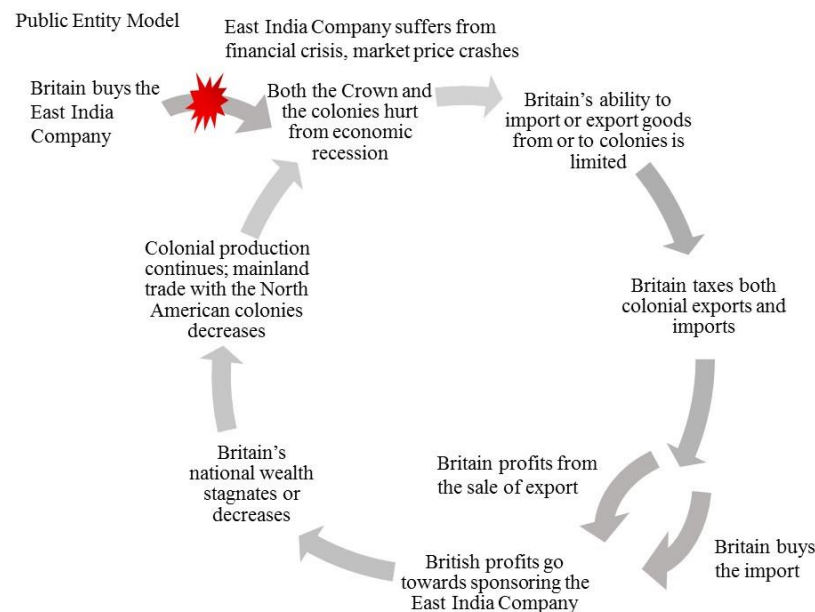 Public Entity Model
East India Company suffers from
financial crisis, market price crashes
Britain buys the
East India
Company
Both the Crown and
the colonies hurt
from economic
recession
Britain's ability to
import or export goods
from or to colonies is
limited
Britain taxes both
colonial exports and
imports
Britain profits from
the sale of export
Britain buys
the import
British profits go
towards sponsoring the
East India Company
Britain's
national wealth
stagnates or
decreases
Colonial production
continues; mainland
trade with the North
American colonies
decreases